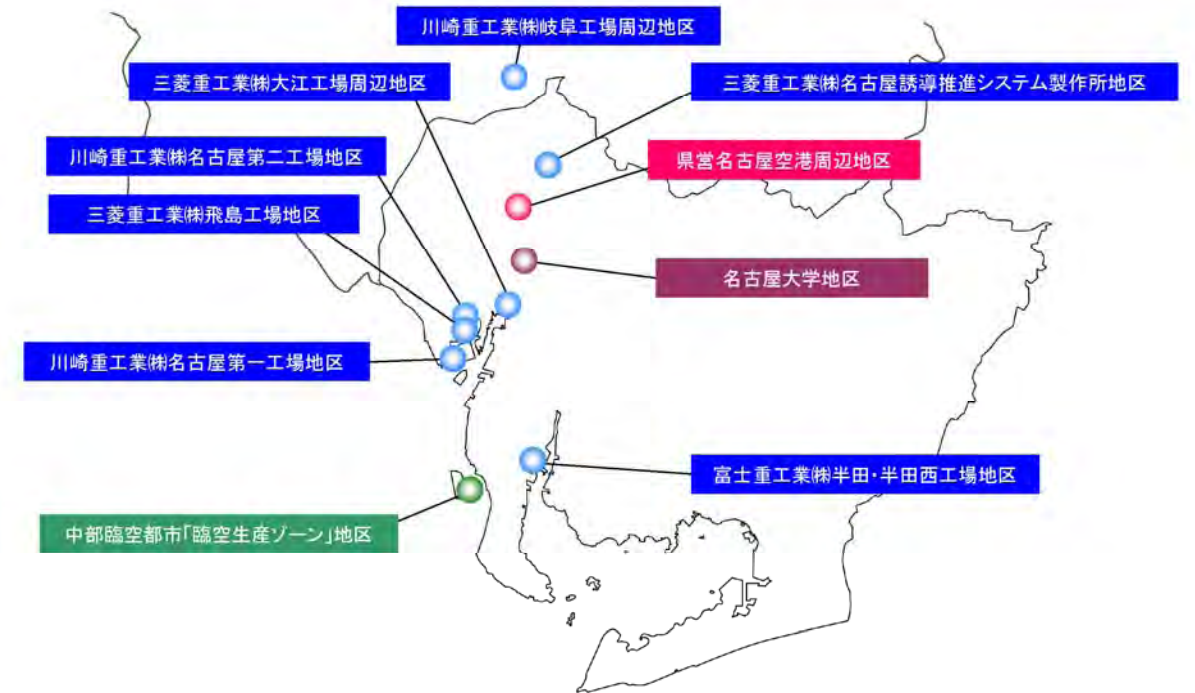 川崎重工業㈱岐阜工場周辺地区
三菱重工業㈱大江工場周辺地区
三菱重工業㈱名古屋誘導推進システム製作所地区
川崎重工業㈱名古屋第二工場地区
県営名古屋空港周辺地区
三菱重工業㈱飛島工場地区
名古屋大学地区
川崎重工業㈱名古屋第一工場地区
富士重工業㈱半田・半田西工場地区
中部臨空都市「臨空生産ゾーン」地区